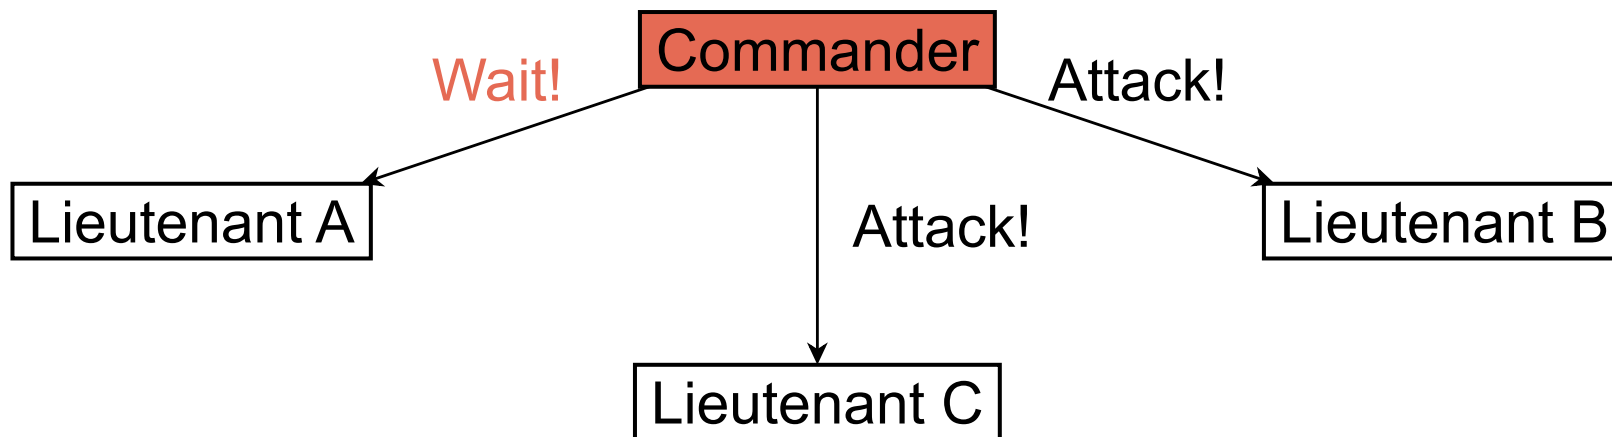 Commander
Wait!
Attack!
Lieutenant A
Attack!
Lieutenant B
Lieutenant C